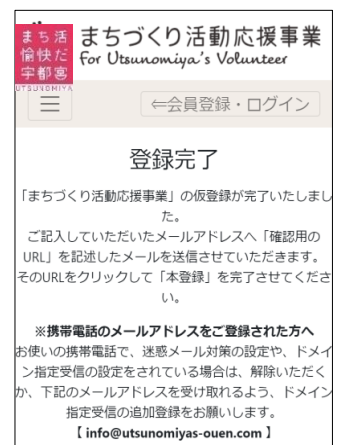 まち活
愉快だ
宇都宮
UTSUNOMIYA
まちづくり活動応援事業
For Utsunomiya's Volunteer
⇐会員登録・ログイン
登録完了
「まちづくり活動応援事業」の仮登録が完了いたしまし
た。
ご記入していただいたメールアドレスへ「確認用の
URL」を記述したメールを送信させていただきます。
そのURLをクリックして「本登録」を完了させてくださ
い。
※携帯電話のメールアドレスをご登録された方へ
お使いの携帯電話で、迷惑メール対策の設定や、ドメイ
ン指定受信の設定をされている場合は、解除いただく
か、下記のメールアドレスを受け取れるよう、ドメイン
指定受信の追加登録をお願いします。
【 info@utsunomiyas-ouen.com 】